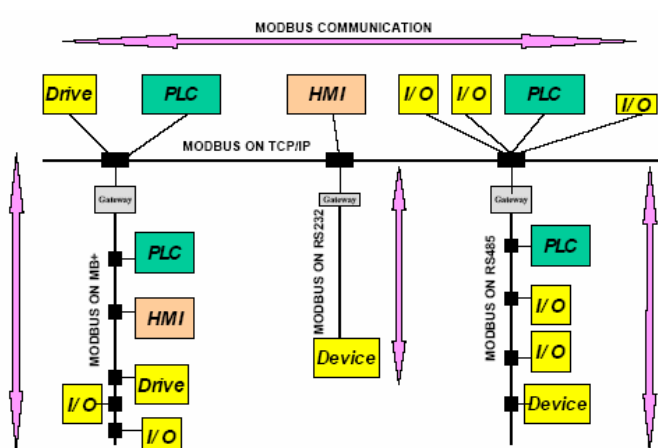 MODBUS COMMUNICATION
Drive
PLC
HMI
I/O
I/O
PLC
I/O
MODBUS ON TCP/IP
Gateway
Gateway
Gateway
MODBUS ON MB+
PLC
HMI
Drive
I/O
I/O
MODBUS ON RS232
Device
MODBUS ON RS485
PLC
I/O
I/O
Device